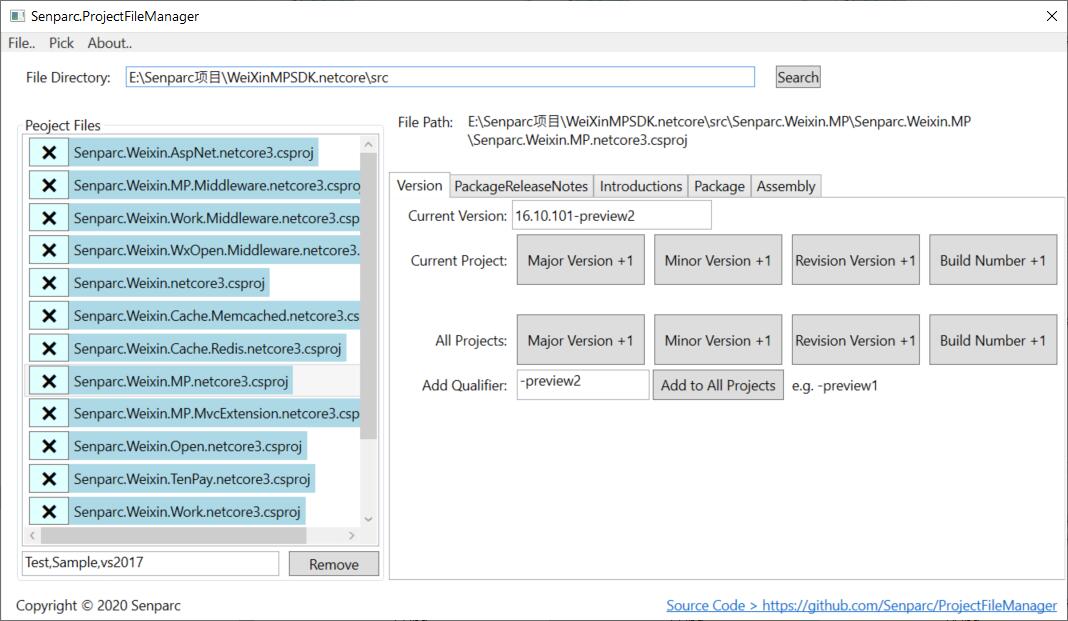 Senparc.ProjectFileManager
File.. Pick About..
File Directory: E:\Senparc项目\WeiXinMPSDK.netcore\src Search
Peoject Files
Senparc.Weixin.AspNet.netcore3.csproj
Senparc.Weixin.MP.Middleware.netcore3.cspro
Senparc.Weixin.Work.Middleware.netcore3.csp
Senparc.Weixin.WxOpen.Middleware.netcore3.
Senparc.Weixin.netcore3.csproj
Senparc.Weixin.Cache.Memcached.netcore3.cs
Senparc.Weixin.Cache.Redis.netcore3.csproj
Senparc.Weixin.MP.netcore3.csproj
Senparc.Weixin.MP.MvcExtension.netcore3.csp
Senparc.Weixin.Open.netcore3.csproj
Senparc.Weixin.TenPay.netcore3.csproj
Senparc.Weixin.Work.netcore3.csproj
Test,Sample,vs2017 Remove
File Path: E:\Senparc项目\WeiXinMPSDK.netcore\src\Senparc.Weixin.MP\Senparc.Weixin.MP
\Senparc.Weixin.MP.netcore3.csproj
Version PackageReleaseNotes Introductions Package Assembly
Current Version: 16.10.101-preview2
Current Project: Major Version +1 Minor Version +1 Revision Version +1 Build Number +1
All Projects: Major Version +1 Minor Version +1 Revision Version +1 Build Number +1
Add Qualifier: -preview2 Add to All Projects e.g. -preview1
Copyright © 2020 Senparc Source Code > https://github.com/Senparc/ProjectFileManager